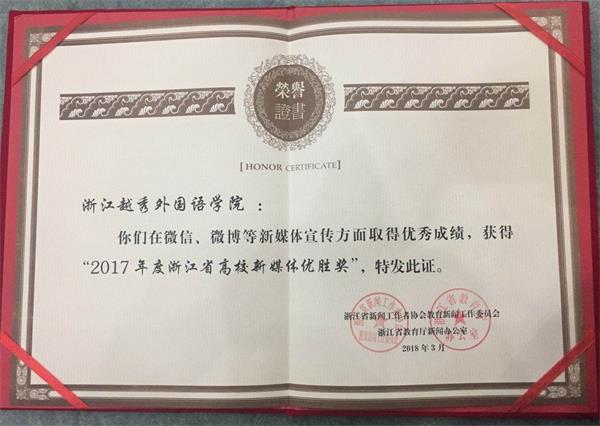 榮譽
證書
[ HONOR CERTIFICATE ]
浙江越秀外国语学院 ：
你们在微信、微博等新媒体宣传方面取得优秀成绩，获得
“2017年度浙江省高校新媒体优胜奖”，特发此证。
浙江省新闻工作者协会教育新闻工作委员会
浙江省教育厅新闻办公室
2018年3月